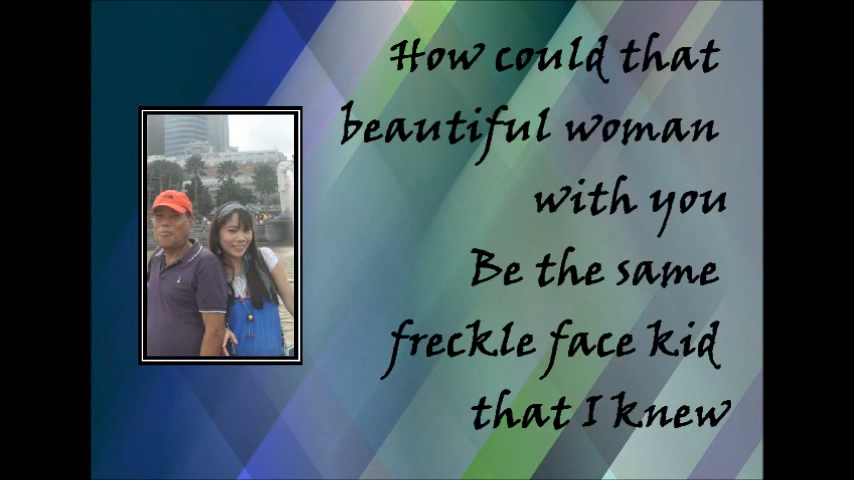 How could that
beautiful woman
with you
Be the same
freckle face kid
that I knew